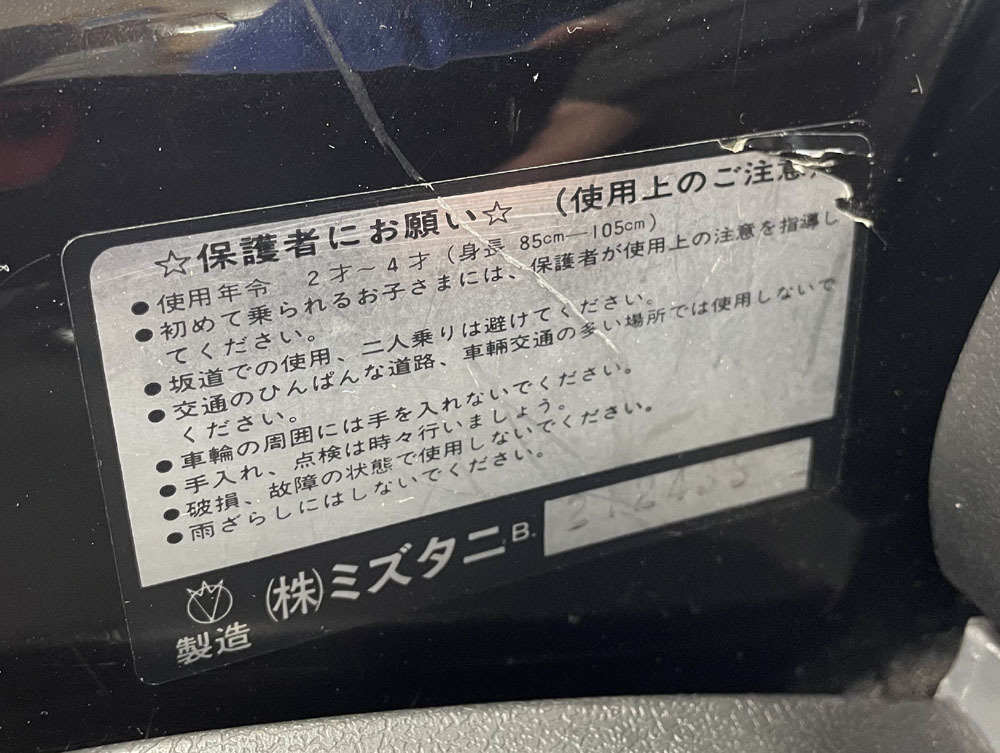 ☆保護者にお願い☆ (使用上のご注意
●使用年令 2才~4才(身長 85cm—105cm)
●初めて乗られるお子さまには、保護者が使用上の注意を指導し
てください。
●坂道での使用、二人乗りは避けてください。
●交通のひんぱんな道路、車輛交通の多い場所では使用しないで
ください。
●車輪の周囲には手を入れないでください。
●手入れ、点検は時々行いましょう。
●破損、故障の状態で使用しないでください。
●雨ざらしにはしないでください。
製造 (株)ミズタニ B.